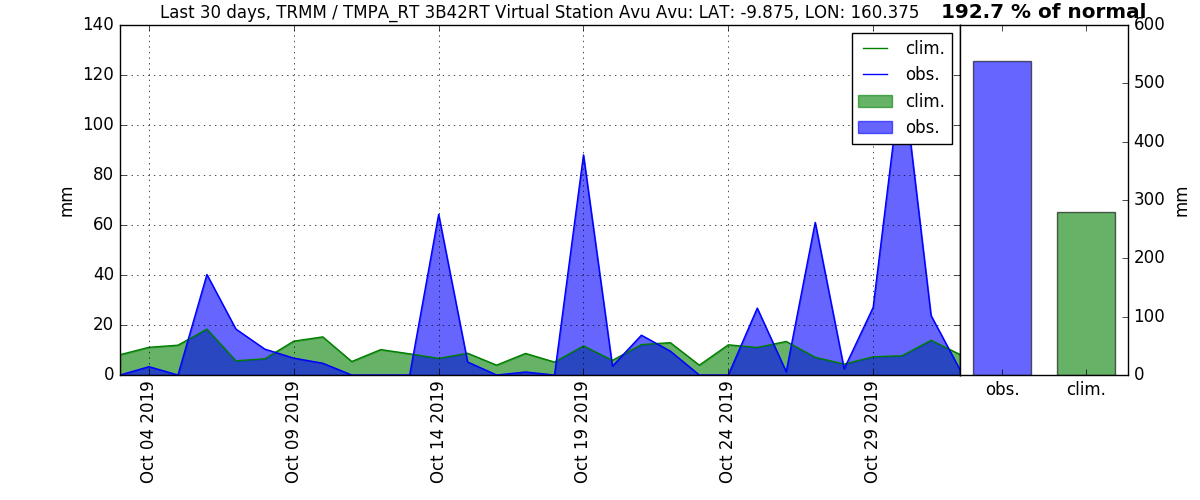 Last 30 days, TRMM / TMPA_RT 3B42RT Virtual Station Avu Avu: LAT: -9.875, LON: 160.375
192.7 % of normal
140
120
100
80
60
40
20
0
mm
clim.
obs.
clim.
obs.
600
500
400
300
200
100
0
mm
Oct 04 2019
Oct 09 2019
Oct 14 2019
Oct 19 2019
Oct 24 2019
Oct 29 2019
obs.
clim.